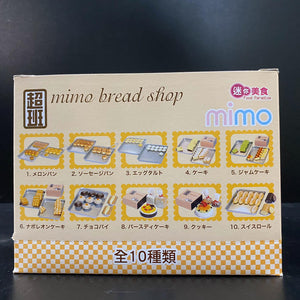 超班
mimo bread shop
迷你美食
Food Paradise
mimo
1. メロンパン
2. ソーセージパン
3. エッグタルト
4. ケーキ
5. ジャムケーキ
6. ナポレオンケーキ
7. チョコパイ
8. バースディケーキ
9. クッキー
10. スイスロール
全10種類